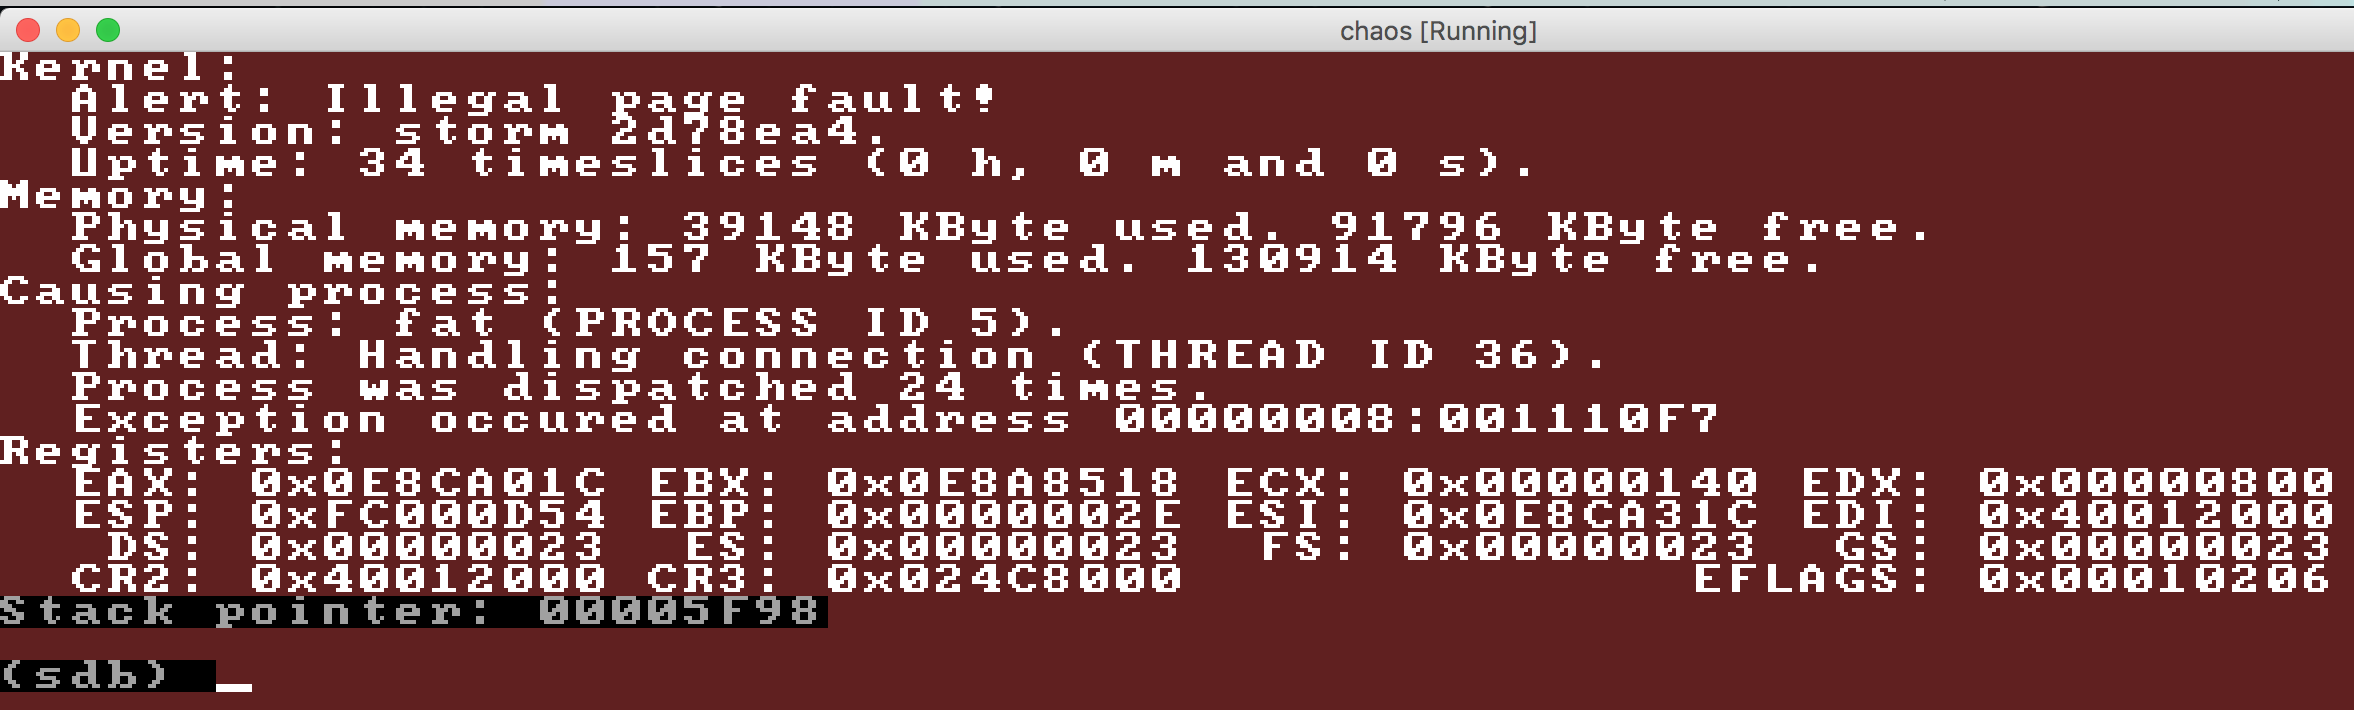 chaos [Running]
Kernel:
Alert: Illegal page fault!
Version: storm 2d78ea4.
Uptime: 34 timeslices (0 h, 0 m and 0 s).
Memory:
Physical memory: 39148 KByte used. 91796 KByte free.
Global memory: 157 KByte used. 130914 KByte free.
Causing process:
Process: fat (PROCESS ID 5).
Thread: Handling connection (THREAD ID 36).
Process was dispatched 24 times.
Exception occured at address 00000008:001110F7
Registers:
EAX: 0x0E8CA01C EBX: 0x0E8A8518 ECX: 0x00000140 EDX: 0x00000800
ESP: 0xFC000D54 EBP: 0x0000002E ESI: 0x0E8CA31C EDI: 0x40012000
DS: 0x00000023 ES: 0x00000023 FS: 0x00000023 GS: 0x00000023
CR2: 0x40012000 CR3: 0x024C8000 EFLAGS: 0x00010206
Stack pointer: 00005F98
(sdb) _